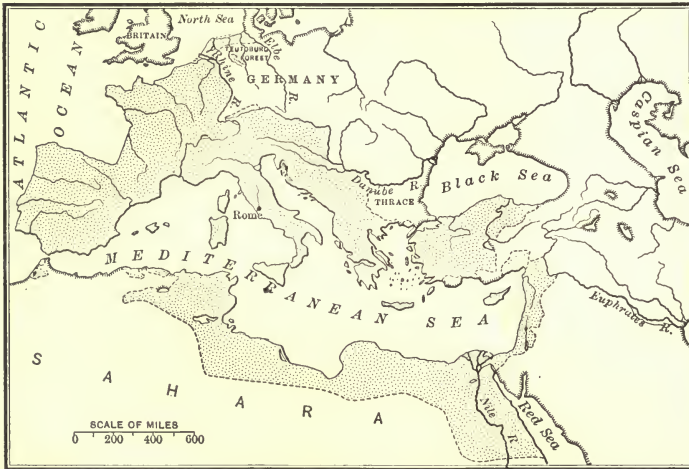 North Sea
BRITAIN
ATLANTIC
OCEAN
TEUTOBURG
FOREST
Elbe
R.
Rhine
R.
GERMANY
Caspian Sea
Black Sea
Danube R.
THRACE
Rome
MEDITERRANEAN SEA
Euphrates
R.
SAHARA
Nile
R.
Red Sea
SCALE OF MILES
0 200 400 600